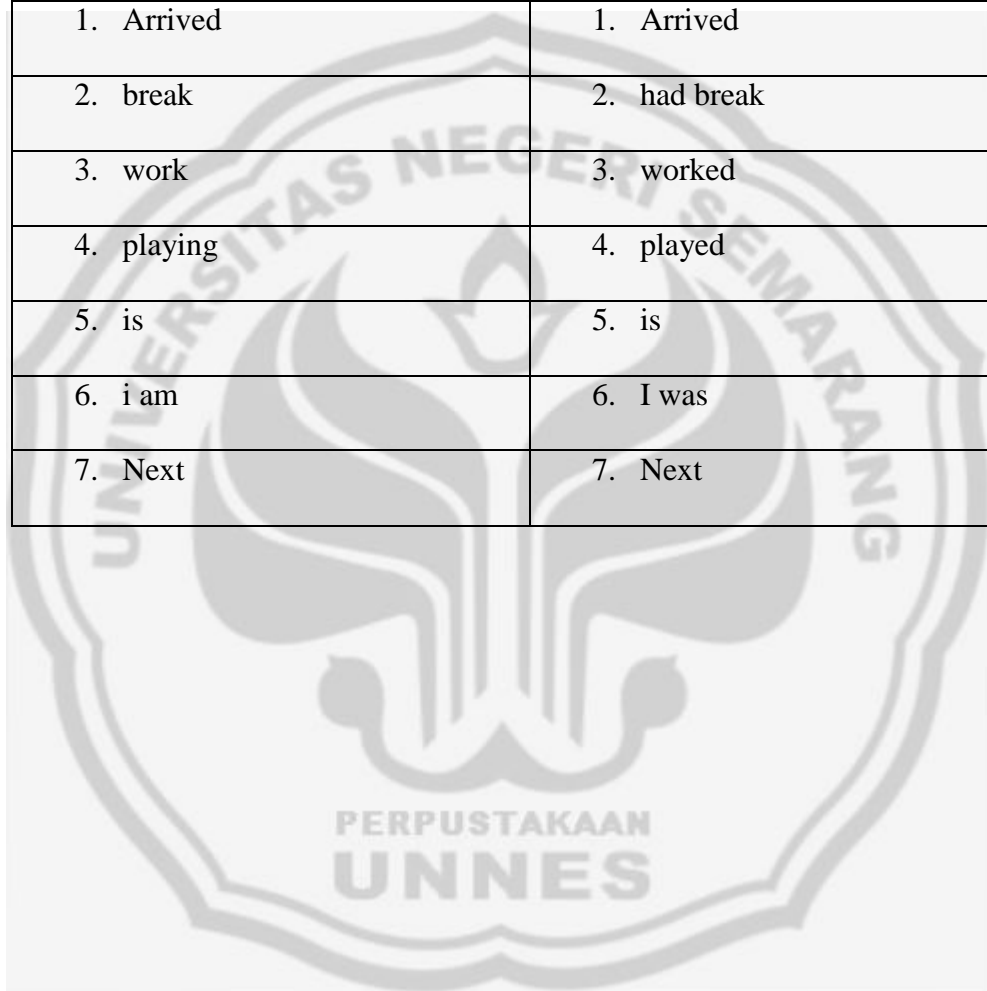 1. Arrived 1. Arrived
2. break 2. had break
3. work 3. worked
4. playing 4. played
5. is 5. is
6. i am 6. I was
7. Next 7. Next
UNIVERSITAS NEGERI SEMARANG
PERPUSTAKAAN
UNNES